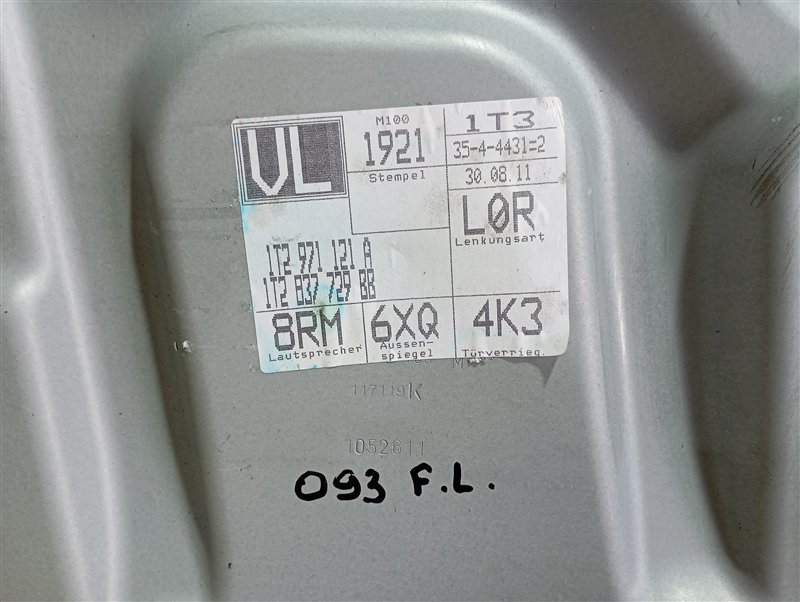 VL
M100
1921
Stempel
1T3
35-4-4431=2
30.08.11
L0R
Lenkungsart
1T2 971 121 A
1T2 837 729 BB
8RM
Lautsprecher
6XQ
Aussen-
spiegel
4K3
Türverrieg.
117119K
1052611
093 F.L.